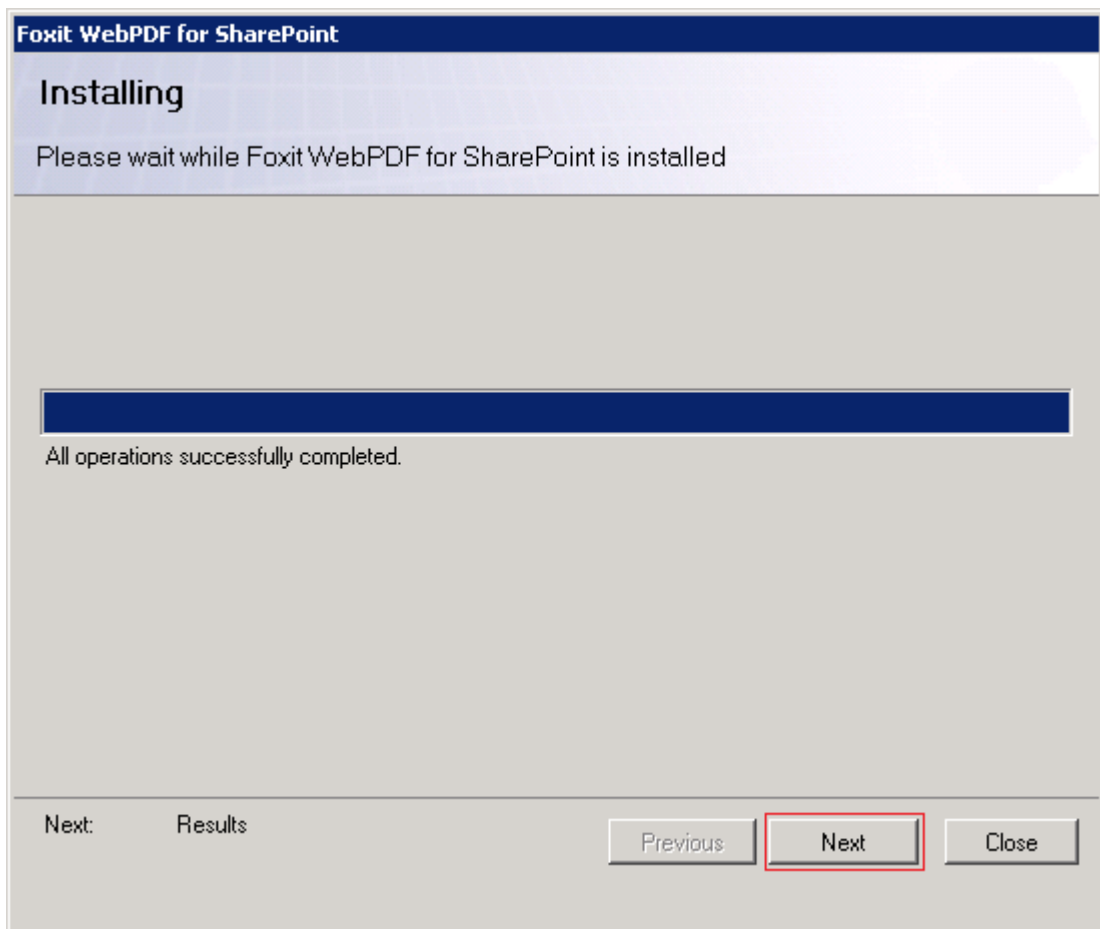 Foxit WebPDF for SharePoint
Installing
Please wait while Foxit WebPDF for SharePoint is installed
All operations successfully completed.
Next: Results
Previous Next Close